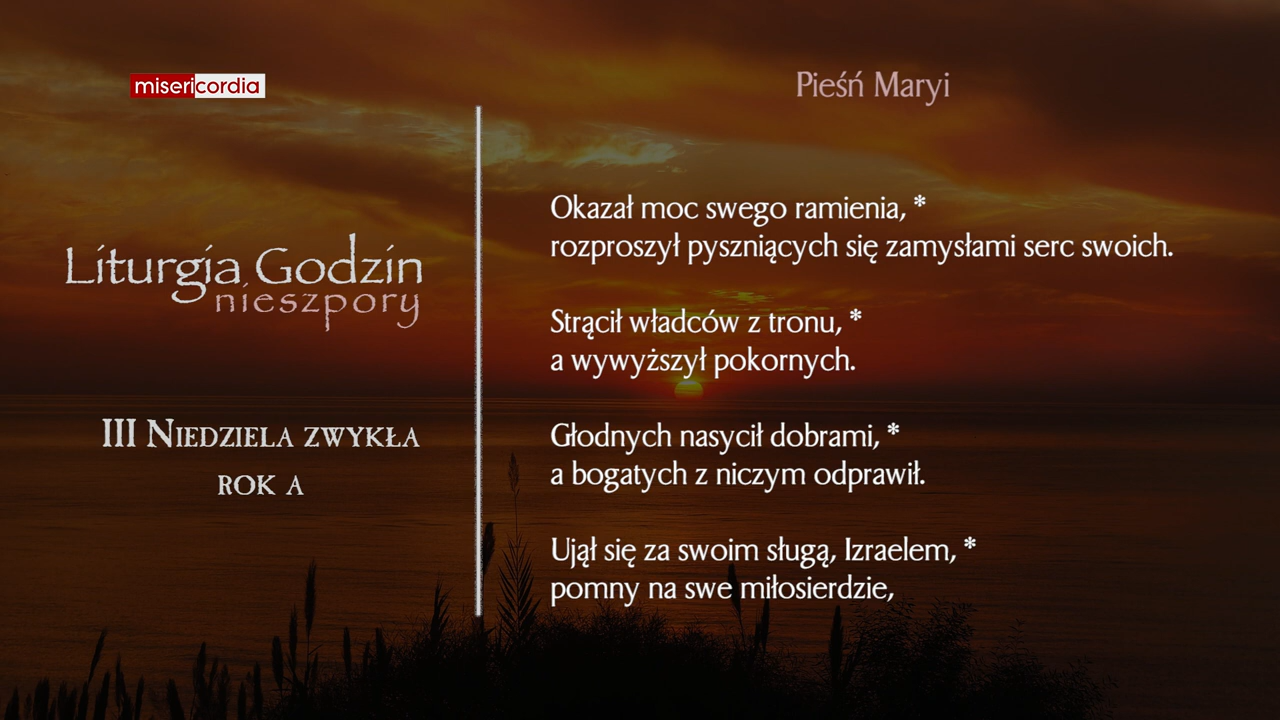 misericordia
Liturgia Godzin
nieszpory
III Niedziela zwykła
rok a
Pieśń Maryi
Okazał moc swego ramienia, *
rozproszył pyszniących się zamysłami serc swoich.
Strącił władców z tronu, *
a wywyższył pokornych.
Głodnych nasycił dobrami, *
a bogatych z niczym odprawił.
Ujął się za swoim sługą, Izraelem, *
pomny na swe miłosierdzie,